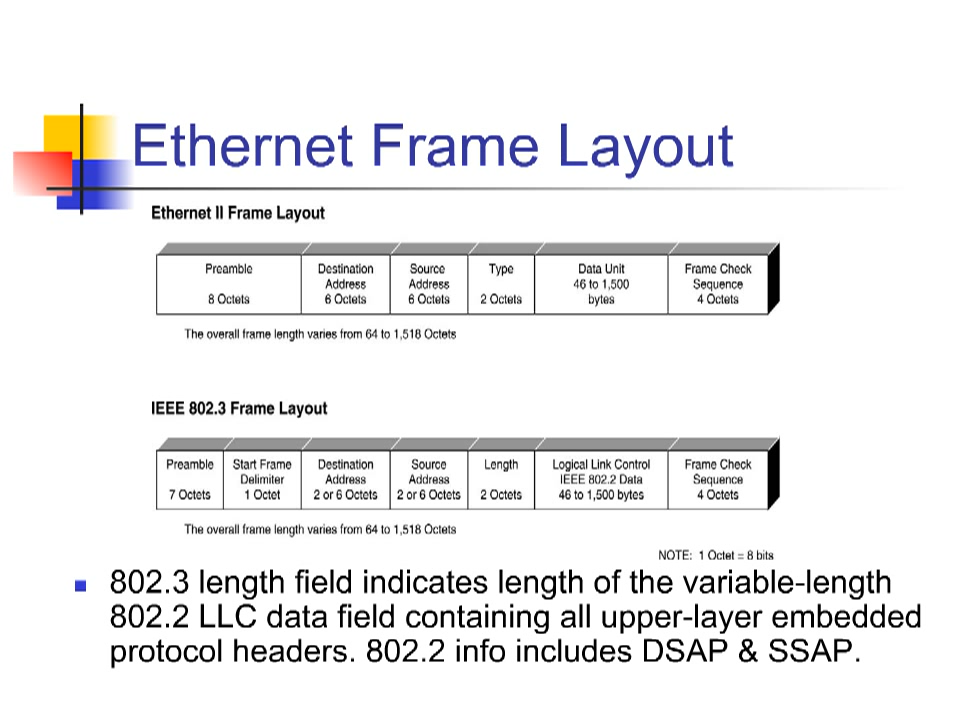 Ethernet Frame Layout
Ethernet II Frame Layout
Preamble
8 Octets
Destination
Address
6 Octets
Source
Address
6 Octets
Type
2 Octets
Data Unit
46 to 1,500
bytes
Frame Check
Sequence
4 Octets
The overall frame length varies from 64 to 1,518 Octets
IEEE 802.3 Frame Layout
Preamble
7 Octets
Start Frame
Delimiter
1 Octet
Destination
Address
2 or 6 Octets
Source
Address
2 or 6 Octets
Length
2 Octets
Logical Link Control
IEEE 802.2 Data
46 to 1,500 bytes
Frame Check
Sequence
4 Octets
The overall frame length varies from 64 to 1,518 Octets
NOTE: 1 Octet = 8 bits
802.3 length field indicates length of the variable-length
802.2 LLC data field containing all upper-layer embedded
protocol headers. 802.2 info includes DSAP & SSAP.